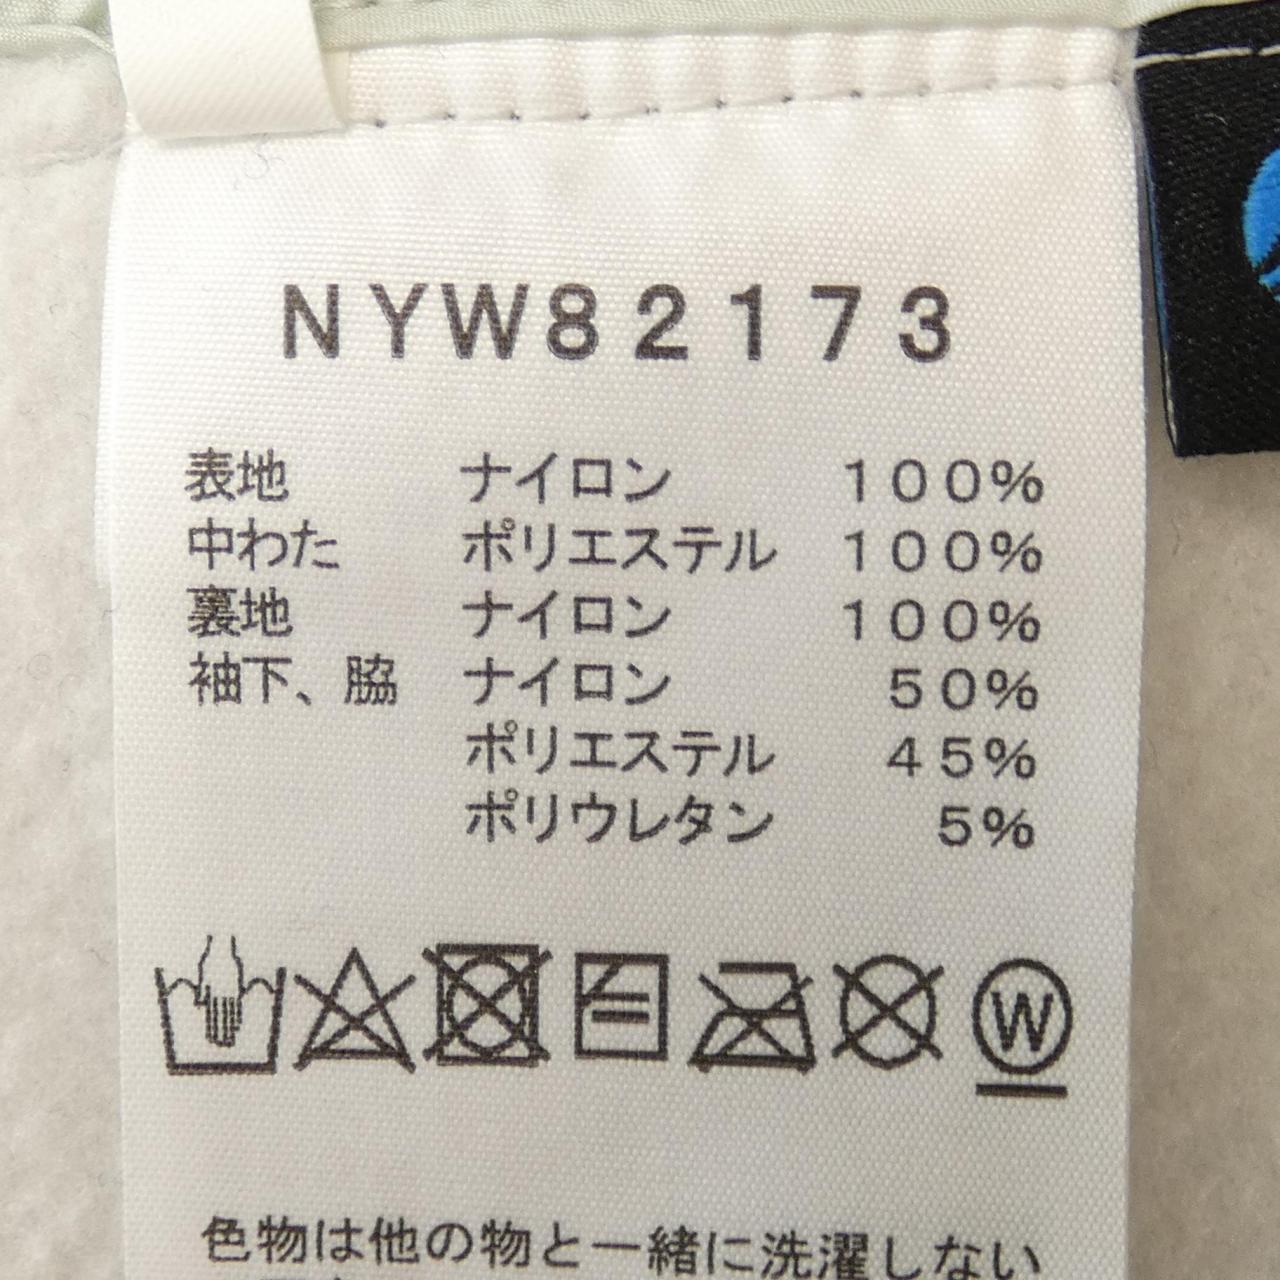 NYW82173
表地 ナイロン 100%
中わた ポリエステル 100%
裏地 ナイロン 100%
袖下、脇 ナイロン 50%
ポリエステル 45%
ポリウレタン 5%
W
色物は他の物と一緒に洗濯しない